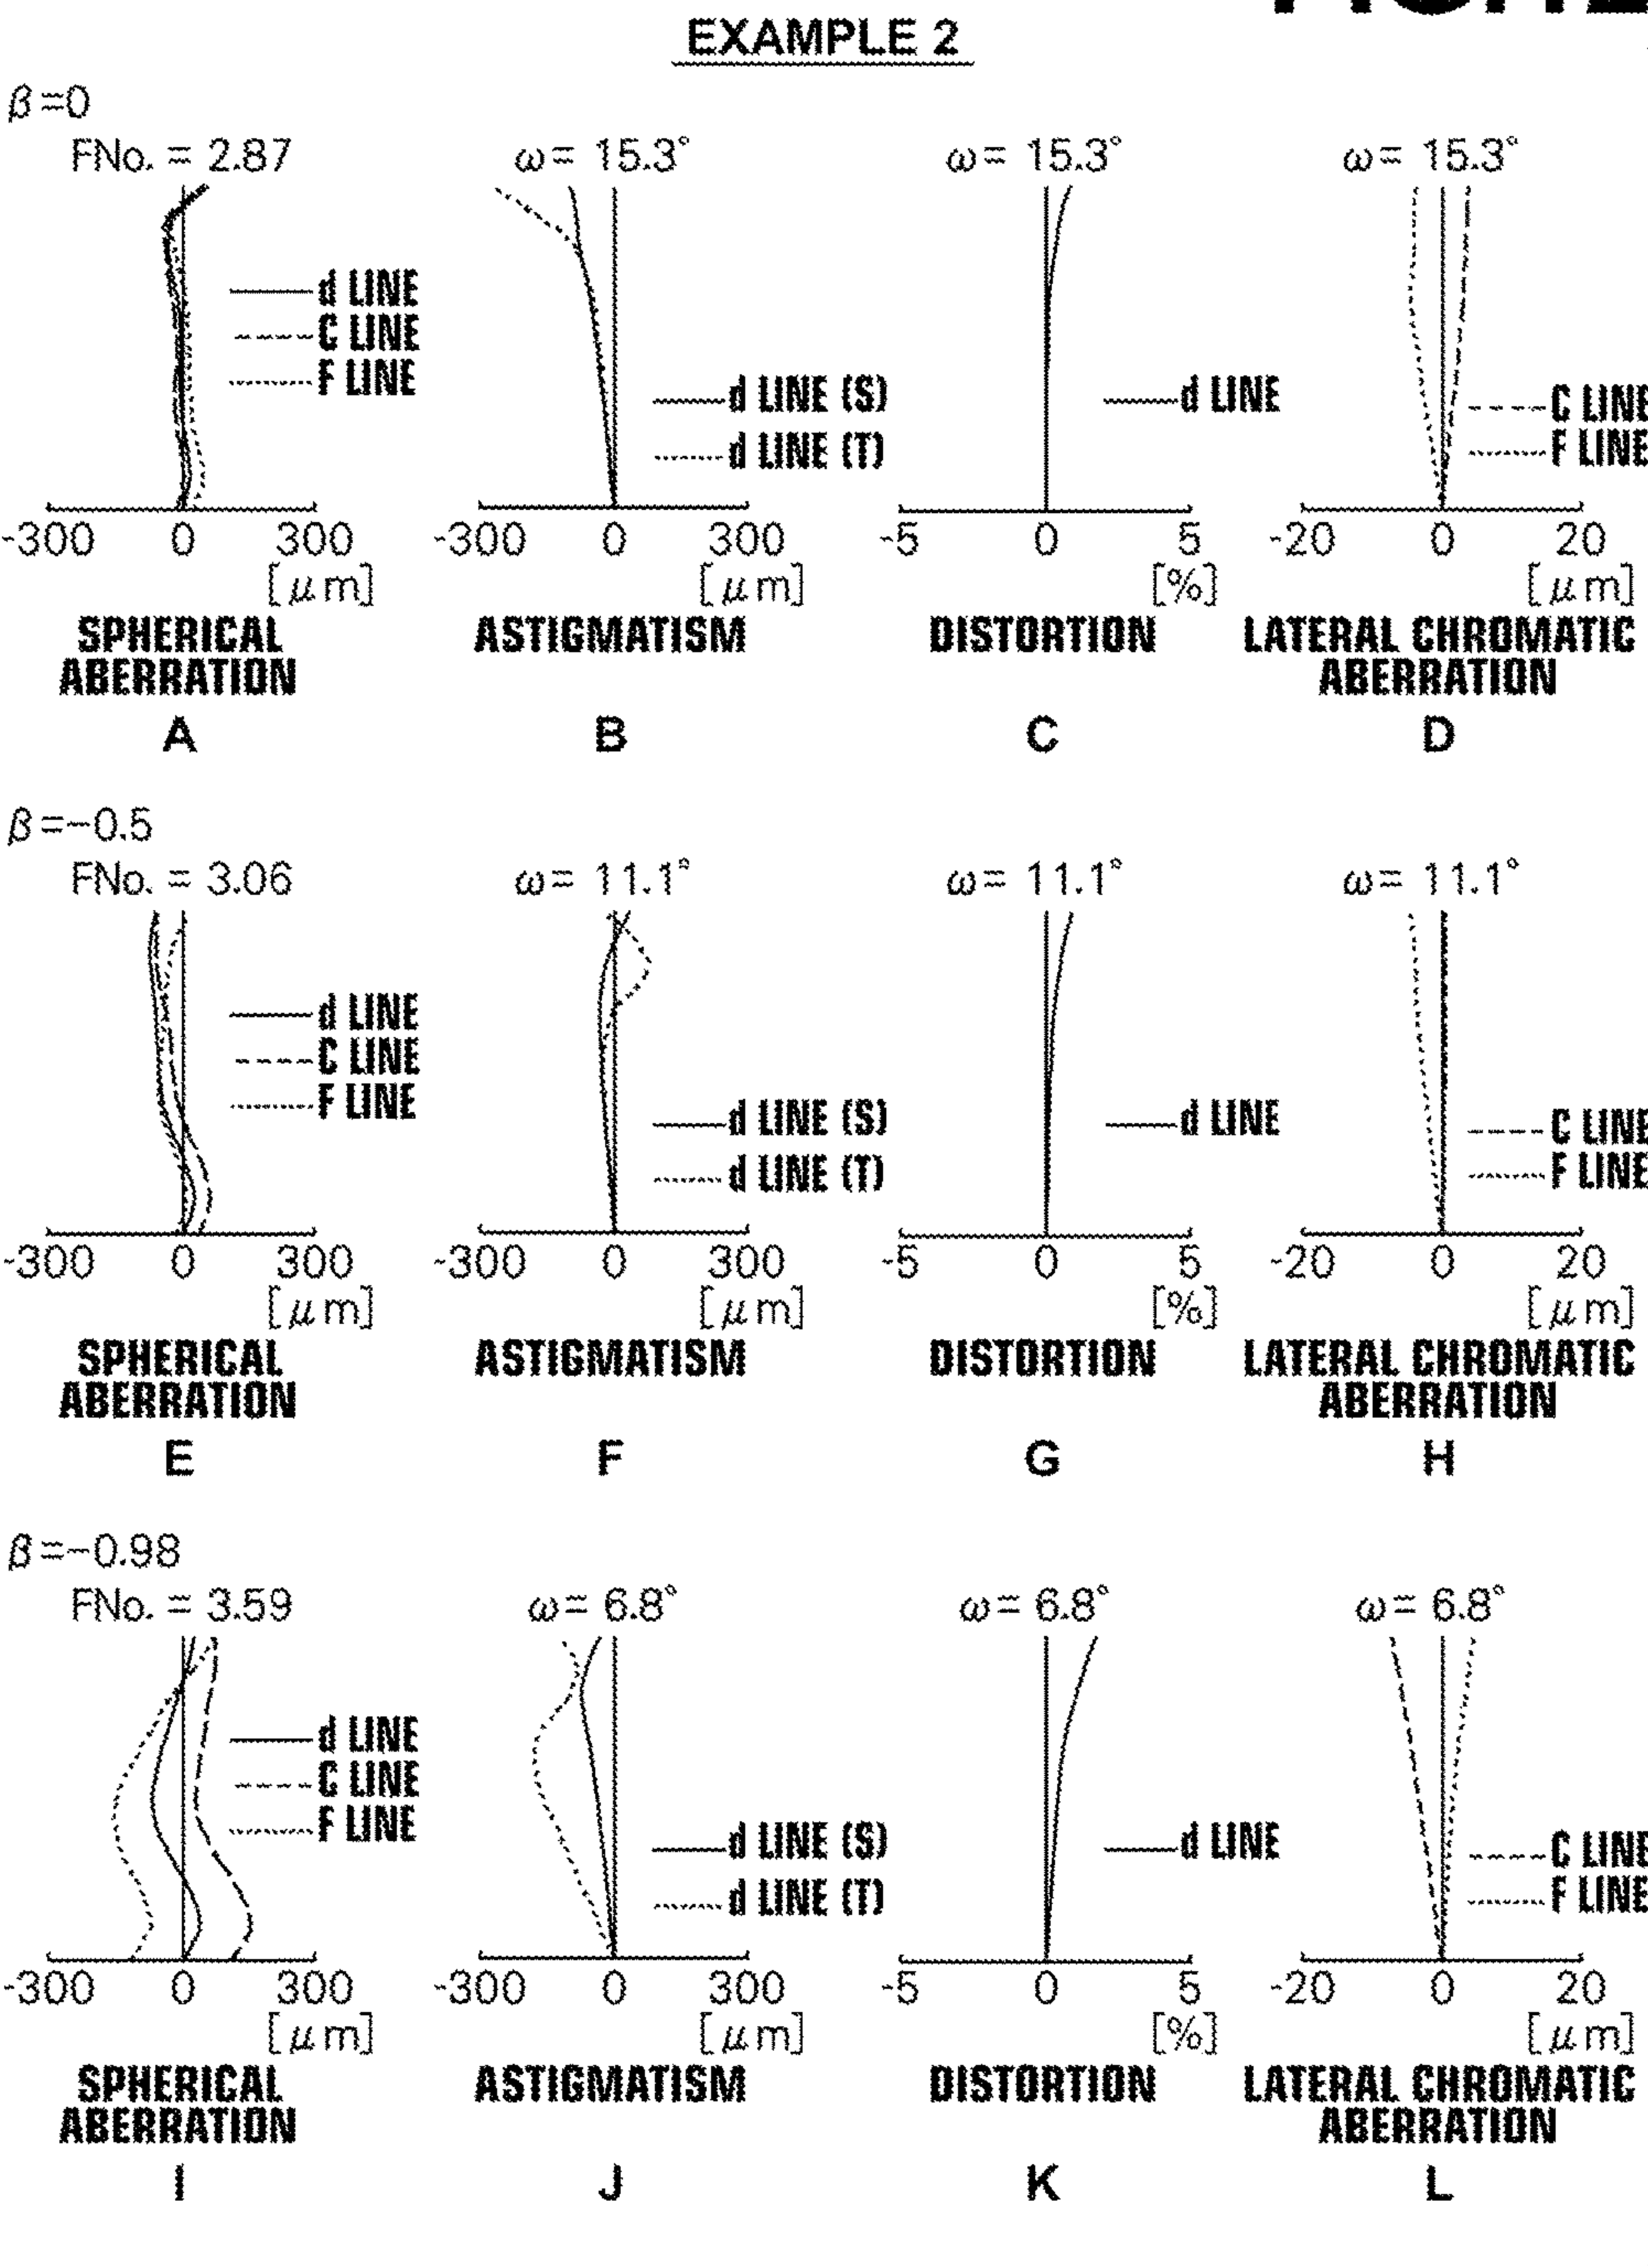 EXAMPLE 2
β=0
FNo. = 2.87
ω= 15.3°
ω= 15.3°
ω= 15.3°
d LINE
C LINE
F LINE
d LINE (S)
d LINE (T)
d LINE
C LINE
F LINE
-300 0 300
[μm]
-300 0 300
[μm]
-5 0 5
[%]
-20 0 20
[μm]
SPHERICAL
ABERRATION
ASTIGMATISM
DISTORTION
LATERAL CHROMATIC
ABERRATION
A
B
C
D
β=-0.5
FNo. = 3.06
ω= 11.1°
ω= 11.1°
ω= 11.1°
d LINE
C LINE
F LINE
d LINE (S)
d LINE (T)
d LINE
C LINE
F LINE
-300 0 300
[μm]
-300 0 300
[μm]
-5 0 5
[%]
-20 0 20
[μm]
SPHERICAL
ABERRATION
ASTIGMATISM
DISTORTION
LATERAL CHROMATIC
ABERRATION
E
F
G
H
β=-0.98
FNo. = 3.59
ω= 6.8°
ω= 6.8°
ω= 6.8°
d LINE
C LINE
F LINE
d LINE (S)
d LINE (T)
d LINE
C LINE
F LINE
-300 0 300
[μm]
-300 0 300
[μm]
-5 0 5
[%]
-20 0 20
[μm]
SPHERICAL
ABERRATION
ASTIGMATISM
DISTORTION
LATERAL CHROMATIC
ABERRATION
I
J
K
L